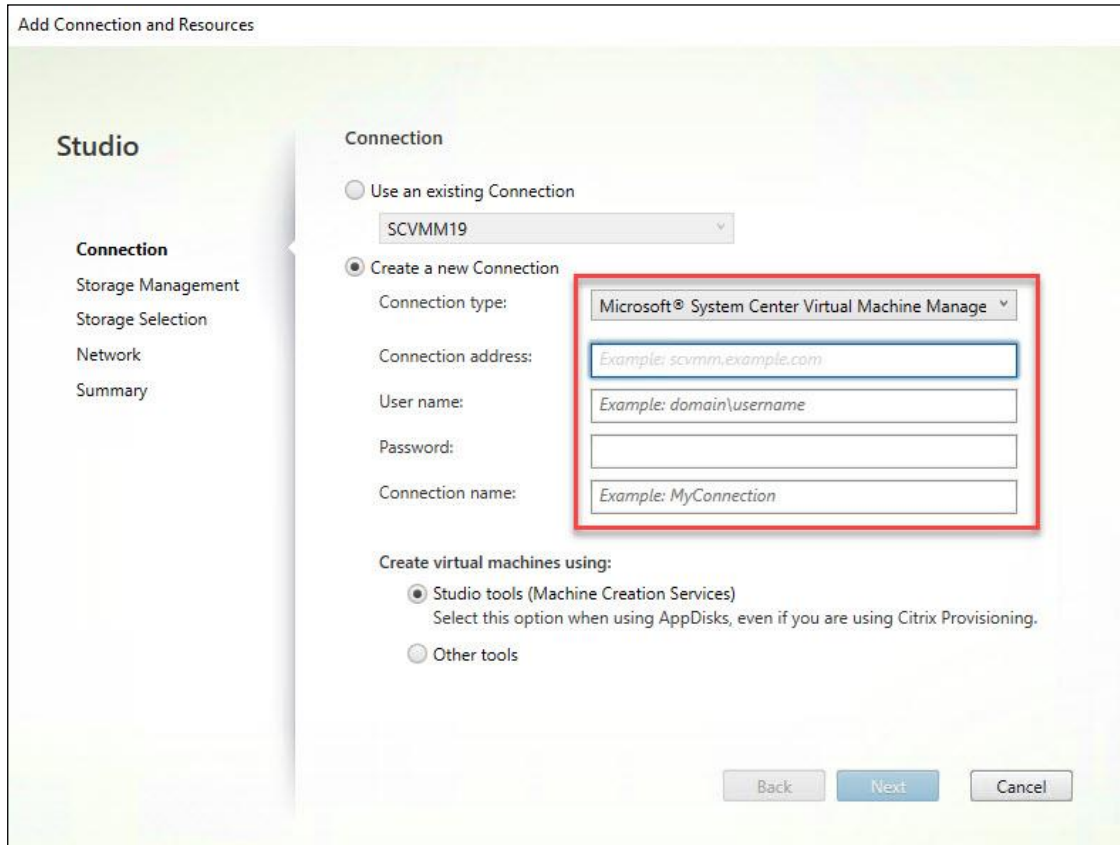 Add Connection and Resources
Studio
Connection
Storage Management
Storage Selection
Network
Summary
Connection
Use an existing Connection
SCVMM19
Create a new Connection
Connection type:
Microsoft® System Center Virtual Machine Manage
Connection address:
Example: scvmm.example.com
User name:
Example: domain\username
Password:
Connection name:
Example: MyConnection
Create virtual machines using:
Studio tools (Machine Creation Services)
Select this option when using AppDisks, even if you are using Citrix Provisioning.
Other tools
Back
Next
Cancel